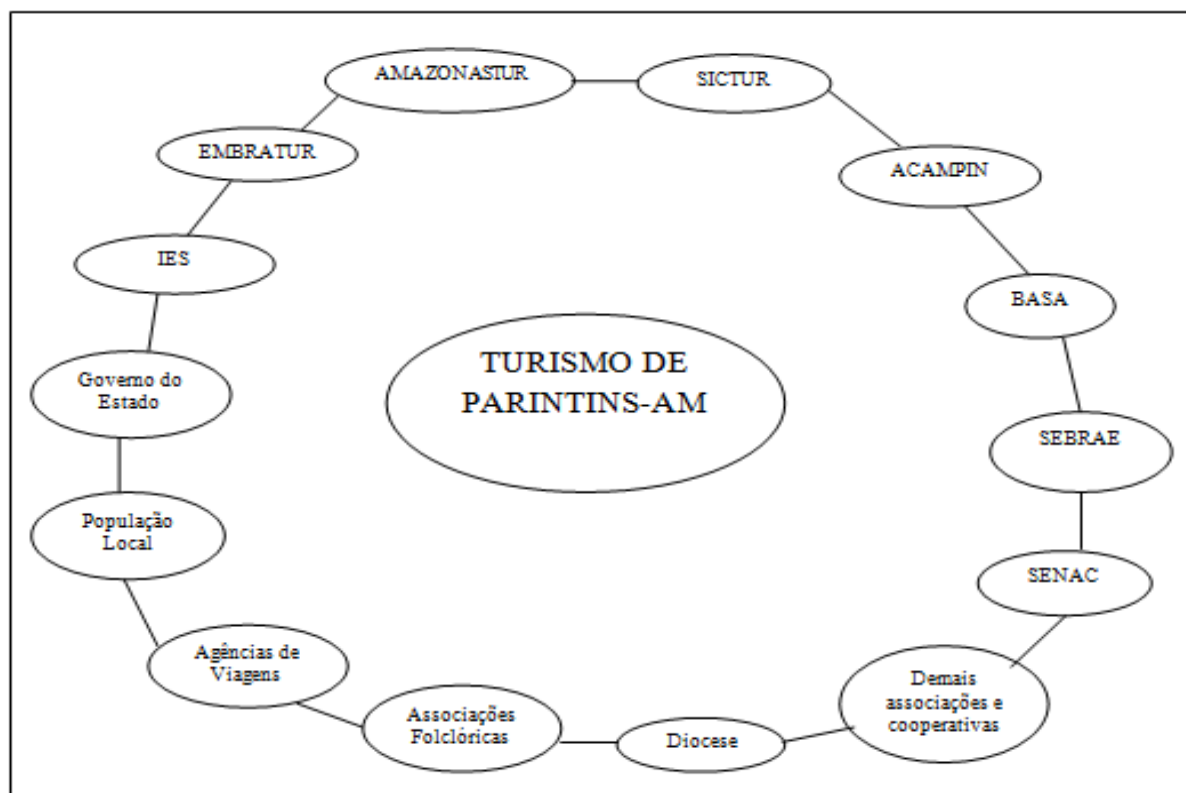 AMAZONASTUR
SICTUR
EMBRATUR
ACAMPIN
IES
BASA
TURISMO DE
PARINTINS-AM
Governo do
Estado
SEBRAE
População
Local
SENAC
Agências de
Viagens
Demais
associações e
cooperativas
Associações
Folclóricas
Diocese